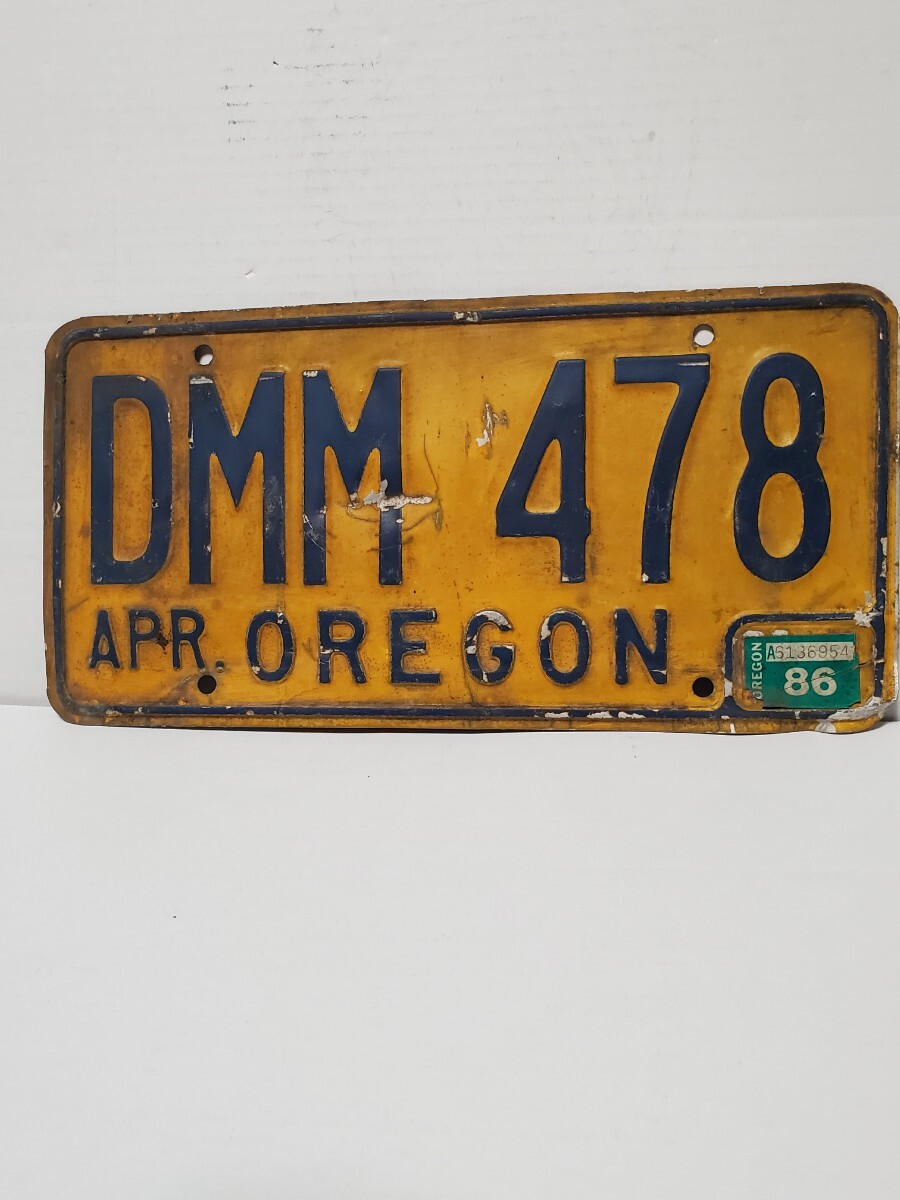 DMM 478
APR. OREGON
OREGON
A6136954
86